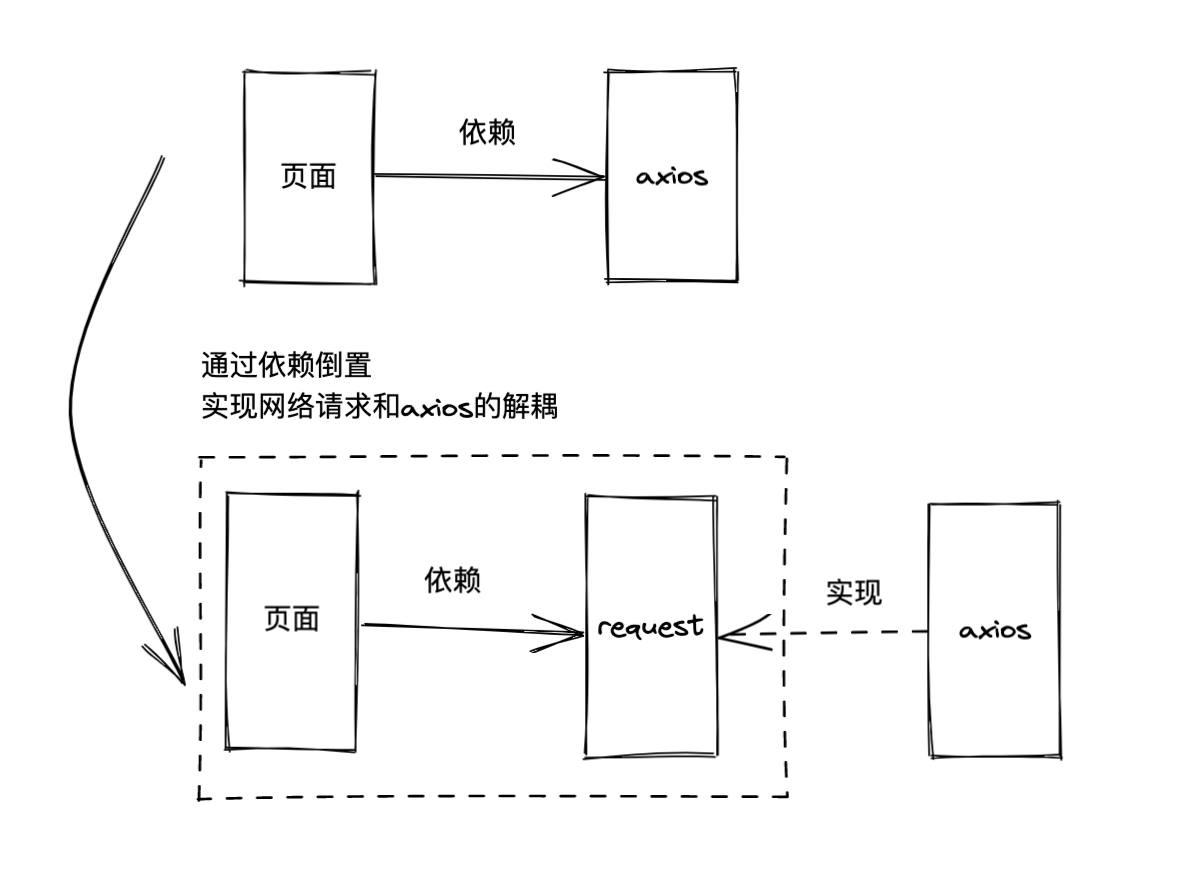 依赖
页面
axios
通过依赖倒置
实现网络请求和axios的解耦
依赖
实现
页面
request
axios